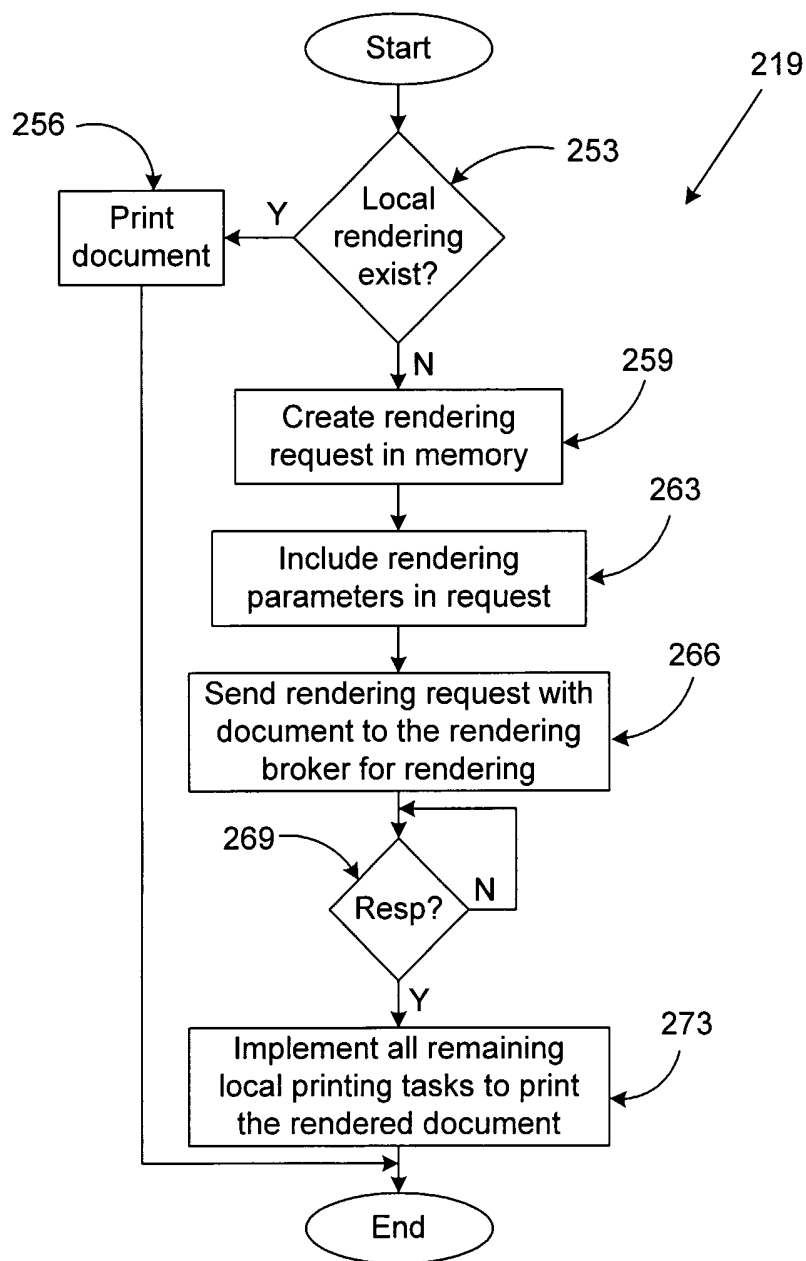 Start
219
256
253
Print
document
Y
Local
rendering
exist?
N
259
Create rendering
request in memory
263
Include rendering
parameters in request
266
Send rendering request with
document to the rendering
broker for rendering
269
Resp?
N
Y
273
Implement all remaining
local printing tasks to print
the rendered document
End